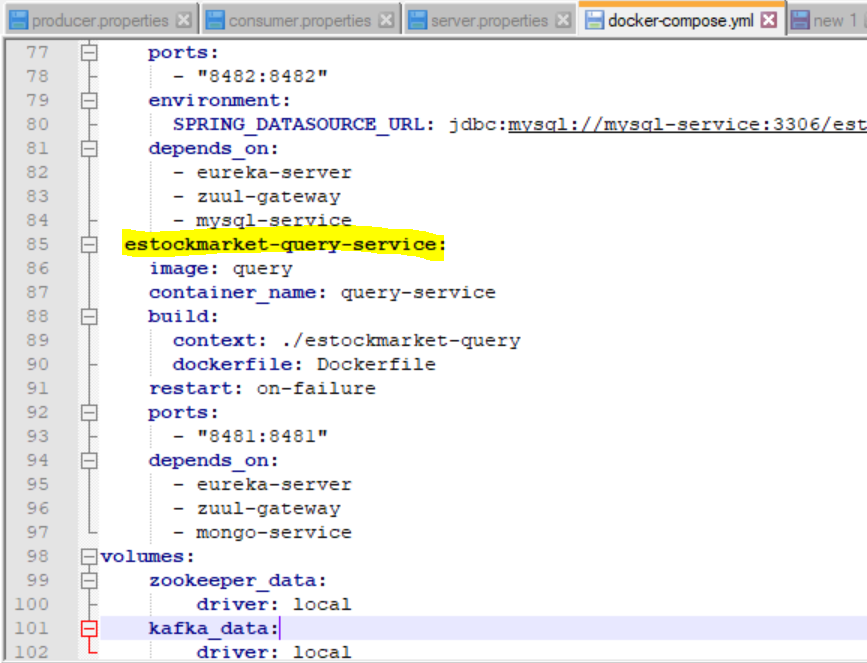 producer.properties consumer.properties server.properties docker-compose.yml new 1
77 ports:
78 - "8482:8482"
79 environment:
80 SPRING_DATASOURCE_URL: jdbc:mysql://mysql-service:3306/est
81 depends_on:
82 - eureka-server
83 - zuul-gateway
84 - mysql-service
85 estockmarket-query-service:
86 image: query
87 container_name: query-service
88 build:
89 context: ./estockmarket-query
90 dockerfile: Dockerfile
91 restart: on-failure
92 ports:
93 - "8481:8481"
94 depends_on:
95 - eureka-server
96 - zuul-gateway
97 - mongo-service
98 volumes:
99 zookeeper_data:
100 driver: local
101 kafka_data:
102 driver: local